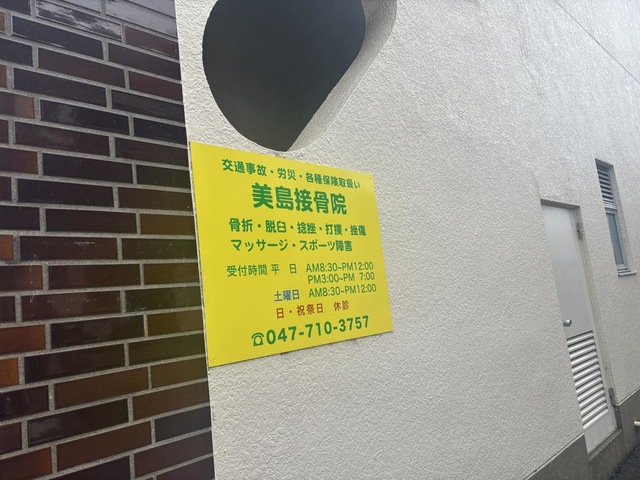 交通事故・労災・各種保険取扱い
美島接骨院
骨折・脱臼・捻挫・打撲・挫傷
マッサージ・スポーツ障害
受付時間 平 日 AM8:30~PM12:00
PM3:00~PM 7:00
土曜日 AM8:30~PM12:00
日・祝祭日 休診
☎047-710-3757